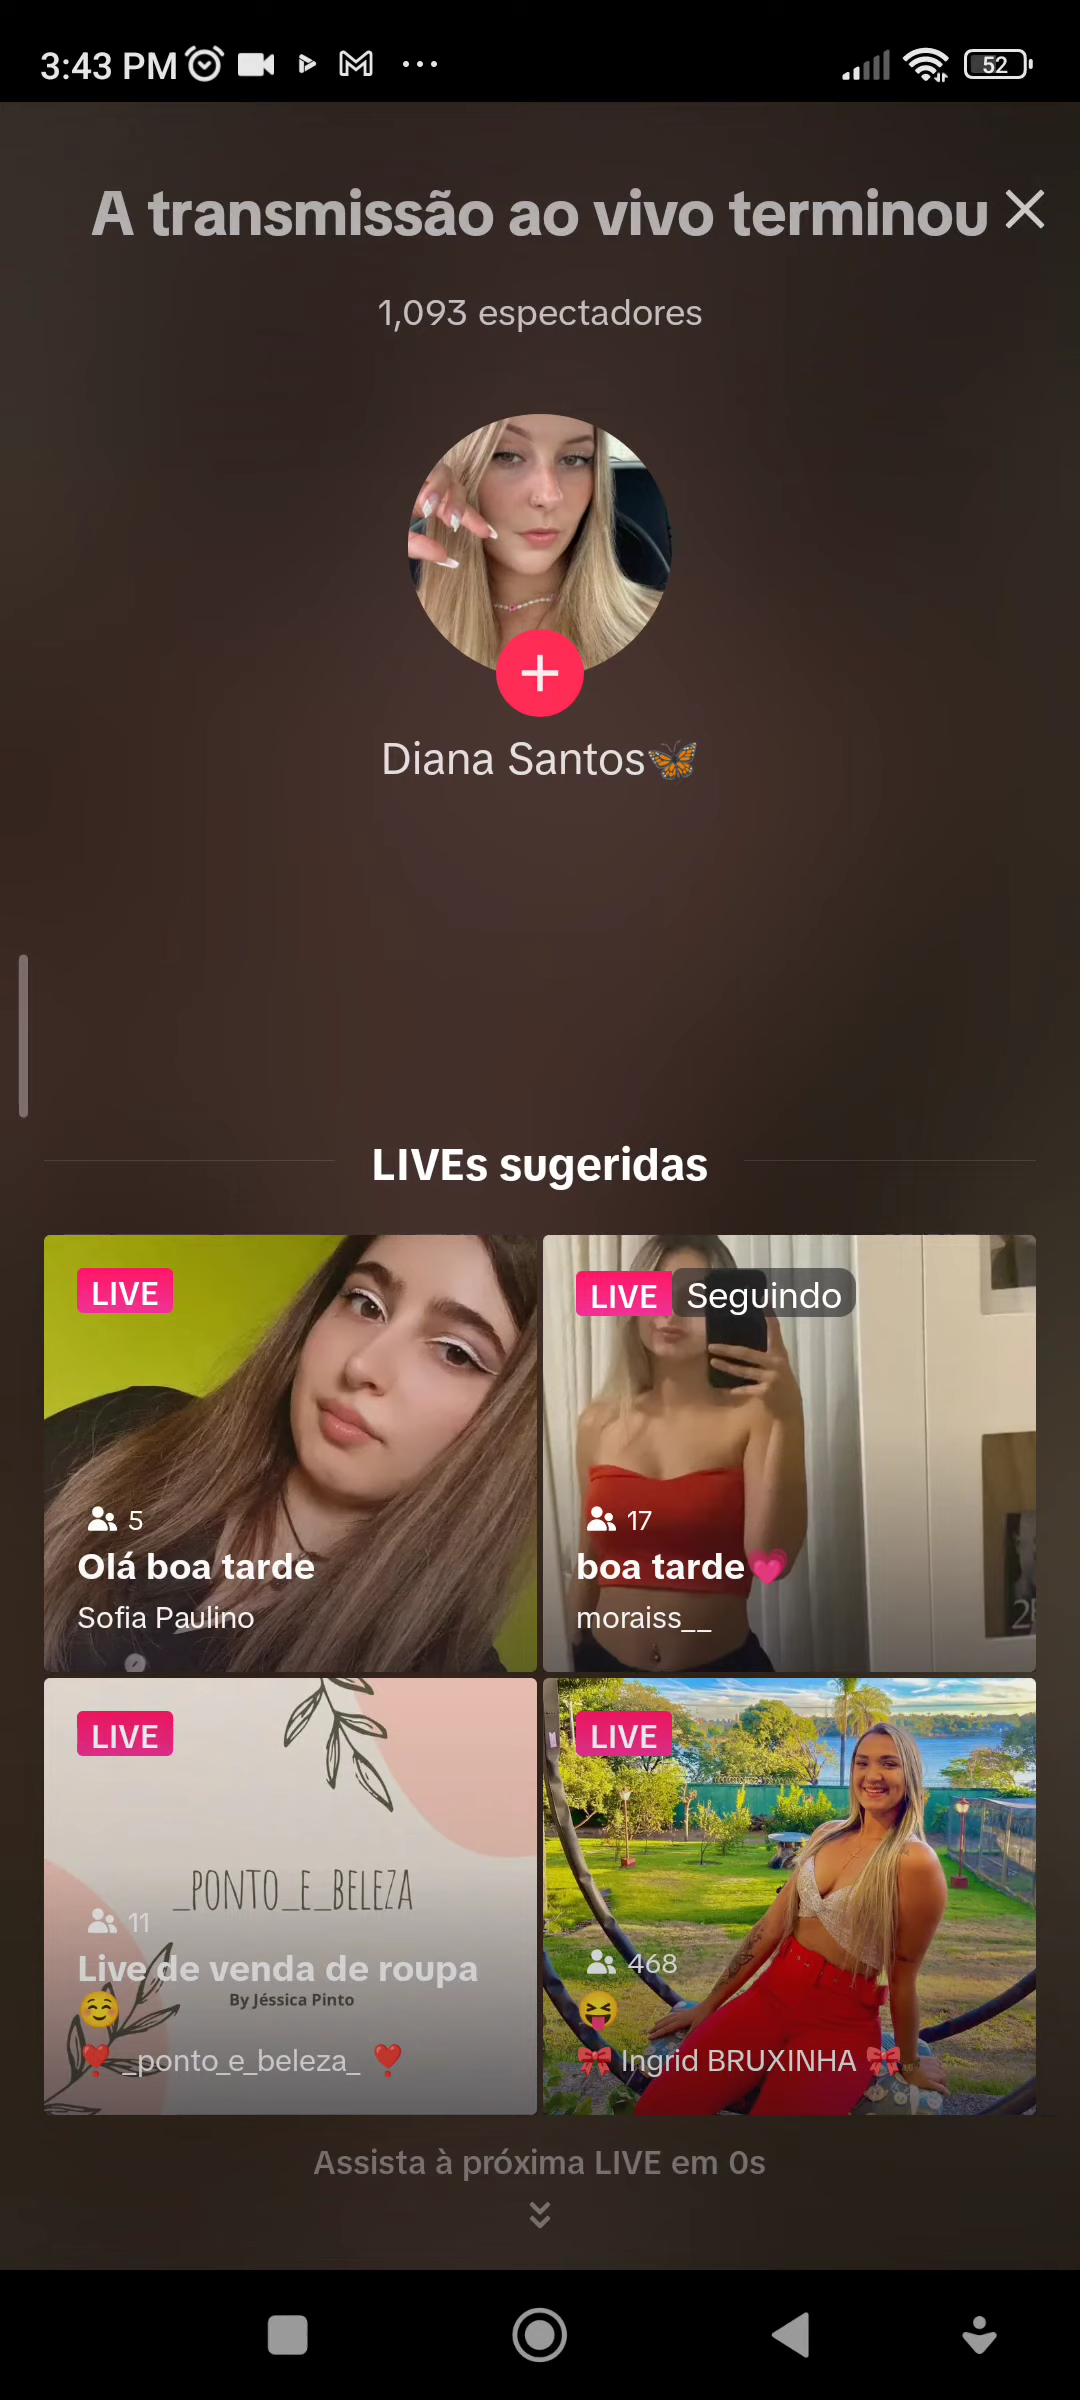 3:43 PM
52
A transmissão ao vivo terminou
1,093 espectadores
Diana Santos🦋
LIVEs sugeridas
LIVE
5
Olá boa tarde
Sofia Paulino
LIVE Seguindo
17
boa tarde💗
moraiss__
LIVE
_PONTO_E_BELEZA
11
Live de venda de roupa
☺️
By Jéssica Pinto
❣️_ponto_e_beleza_❣️
LIVE
468
😝
🎀 Ingrid BRUXINHA 🎀
Assista à próxima LIVE em 0s